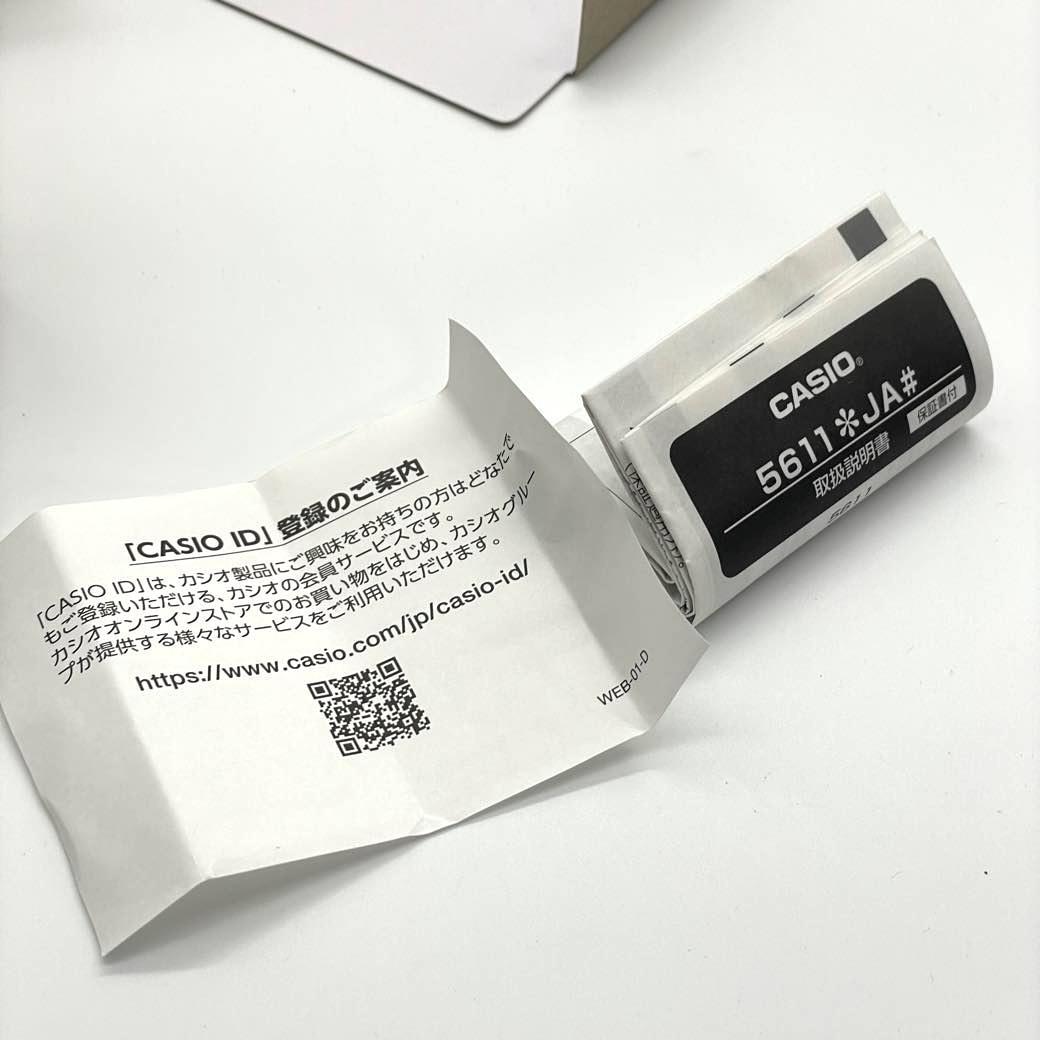 「CASIO ID」登録のご案内
「CASIO ID」は、カシオ製品にご興味をお持ちの方はどなたで
もご登録いただける、カシオの会員サービスです。
カシオオンラインストアでのお買い物をはじめ、カシオグルー
プが提供する様々なサービスをご利用いただけます。
https://www.casio.com/jp/casio-id/
WEB-01-D
CASIO®
5611＊JA#
取扱説明書
保証書付
5611